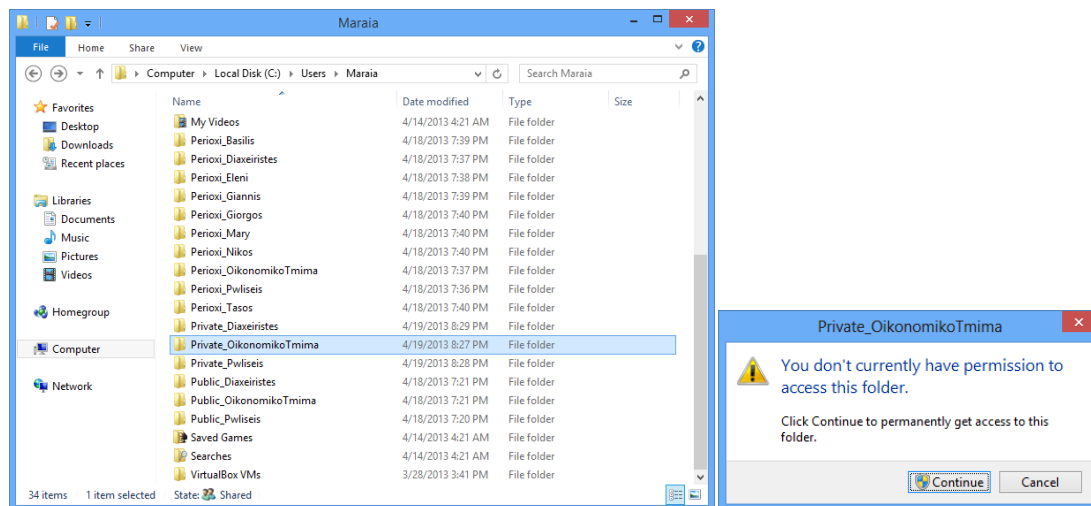 Maraia
File Home Share View
Computer Local Disk (C:) Users Maraia Search Maraia
Favorites
Desktop
Downloads
Recent places
Libraries
Documents
Music
Pictures
Videos
Homegroup
Computer
Network
Name Date modified Type Size
My Videos 4/14/2013 4:21 AM File folder
Perioxi_Basilis 4/18/2013 7:39 PM File folder
Perioxi_Diaxeiristes 4/18/2013 7:37 PM File folder
Perioxi_Eleni 4/18/2013 7:38 PM File folder
Perioxi_Giannis 4/18/2013 7:39 PM File folder
Perioxi_Giorgos 4/18/2013 7:40 PM File folder
Perioxi_Mary 4/18/2013 7:40 PM File folder
Perioxi_Nikos 4/18/2013 7:40 PM File folder
Perioxi_OikonomikoTmima 4/18/2013 7:37 PM File folder
Perioxi_Pwliseis 4/18/2013 7:36 PM File folder
Perioxi_Tasos 4/18/2013 7:40 PM File folder
Private_Diaxeiristes 4/19/2013 8:29 PM File folder
Private_OikonomikoTmima 4/19/2013 8:27 PM File folder
Private_Pwliseis 4/19/2013 8:28 PM File folder
Public_Diaxeiristes 4/18/2013 7:21 PM File folder
Public_OikonomikoTmima 4/18/2013 7:21 PM File folder
Public_Pwliseis 4/18/2013 7:20 PM File folder
Saved Games 4/14/2013 4:21 AM File folder
Searches 4/14/2013 4:21 AM File folder
VirtualBox VMs 3/28/2013 3:41 PM File folder
34 items 1 item selected State: Shared
Private_OikonomikoTmima
You don't currently have permission to
access this folder.
Click Continue to permanently get access to this
folder.
Continue Cancel